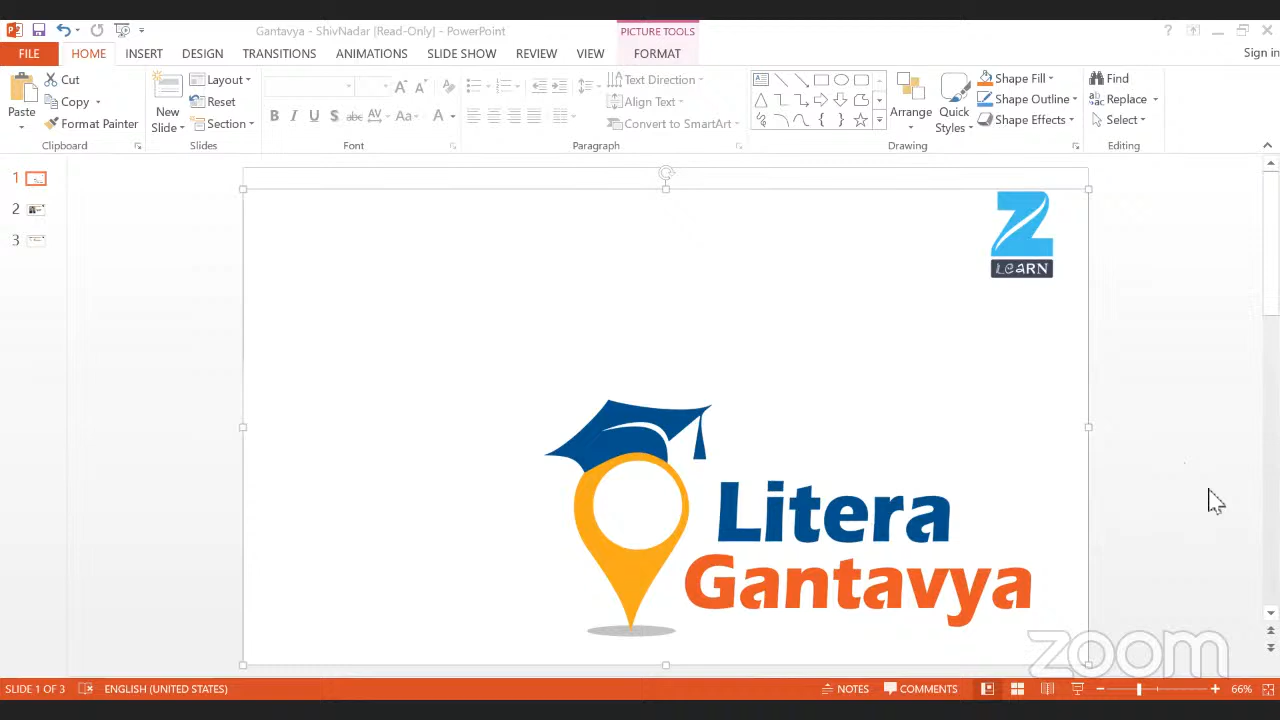 Gantavya - ShivNadar [Read-Only] - PowerPoint
PICTURE TOOLS
?
FILE HOME INSERT DESIGN TRANSITIONS ANIMATIONS SLIDE SHOW REVIEW VIEW FORMAT
Sign in
Paste
Cut
Copy
Format Painter
Clipboard
New
Slide
Layout
Reset
Section
Slides
B I U S abc AV Aa A
Font
Text Direction
Align Text
Convert to SmartArt
Paragraph
Arrange
Quick
Styles
Shape Fill
Shape Outline
Shape Effects
Drawing
Find
Replace
Select
Editing
1
2
3
Z
LeARN
Litera
Gantavya
zoom
SLIDE 1 OF 3 ENGLISH (UNITED STATES) NOTES COMMENTS 66%